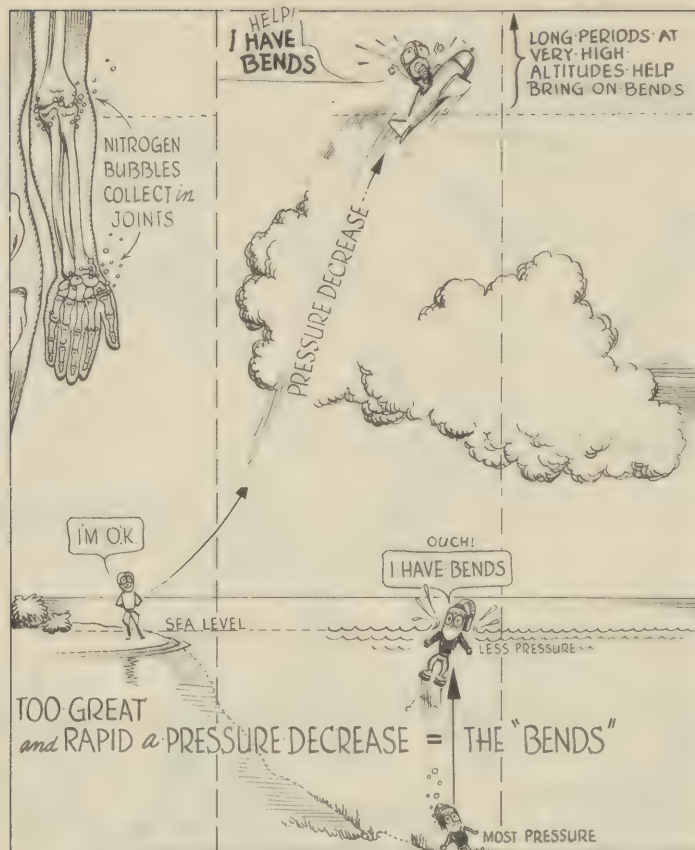 HELP!
I HAVE
BENDS
LONG PERIODS AT
VERY HIGH
ALTITUDES HELP
BRING ON BENDS
NITROGEN
BUBBLES
COLLECT in
JOINTS
PRESSURE DECREASE
I'M O.K.
OUCH!
I HAVE BENDS
SEA LEVEL
LESS PRESSURE
TOO GREAT
and RAPID a PRESSURE DECREASE = THE "BENDS"
MOST PRESSURE